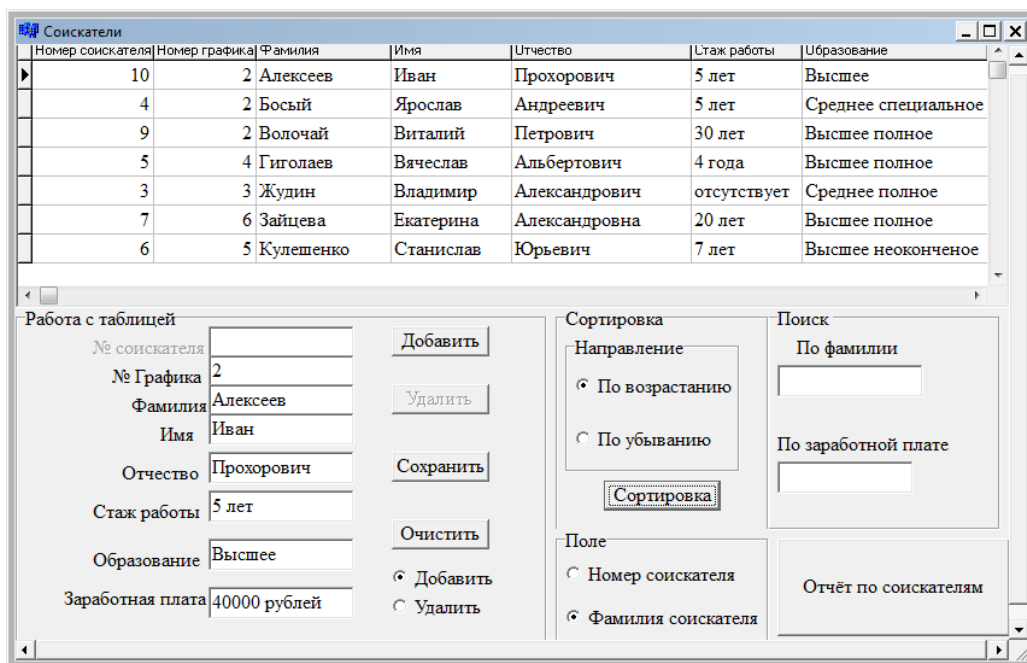 Соискатели
Номер соискателя Номер графика Фамилия Имя Отчество Стаж работы Образование
10 2 Алексеев Иван Прохорович 5 лет Высшее
4 2 Босый Ярослав Андреевич 5 лет Среднее специальное
9 2 Волочай Виталий Петрович 30 лет Высшее полное
5 4 Гиголаев Вячеслав Альбертович 4 года Высшее полное
3 3 Жудин Владимир Александрович отсутствует Среднее полное
7 6 Зайцева Екатерина Александровна 20 лет Высшее полное
6 5 Кулешенко Станислав Юрьевич 7 лет Высшее неоконченое
Работа с таблицей
№ соискателя
№ Графика 2
Фамилия Алексеев
Имя Иван
Отчество Прохорович
Стаж работы 5 лет
Образование Высшее
Заработная плата 40000 рублей
Добавить
Удалить
Сохранить
Очистить
Добавить
Удалить
Сортировка
Направление
По возрастанию
По убыванию
Сортировка
Поле
Номер соискателя
Фамилия соискателя
Поиск
По фамилии
По заработной плате
Отчёт по соискателям